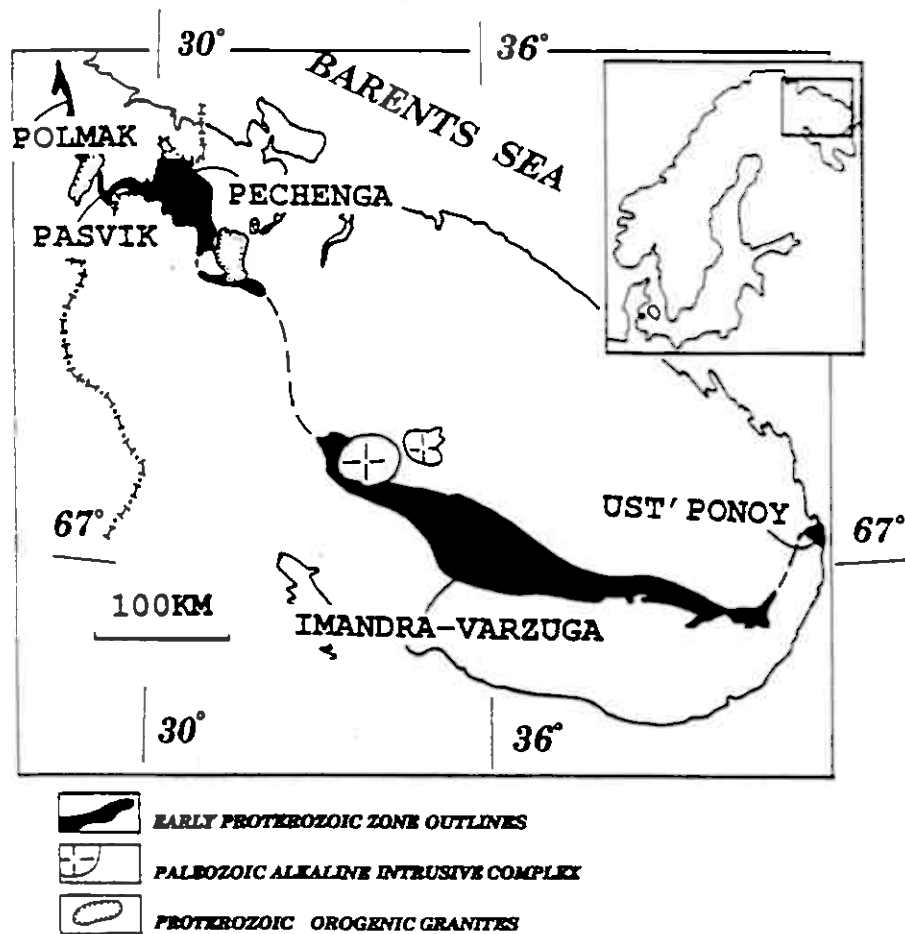 30°
36°
BARENTS SEA
POLMAK
PECHENGA
PASVIK
UST' PONOY
67°
67°
100KM
IMANDRA-VARZUGA
30°
36°
EARLY PROTEROZOIC ZONE OUTLINES
PALEOZOIC ALKALINE INTRUSIVE COMPLEX
PROTEROZOIC OROGENIC GRANITES